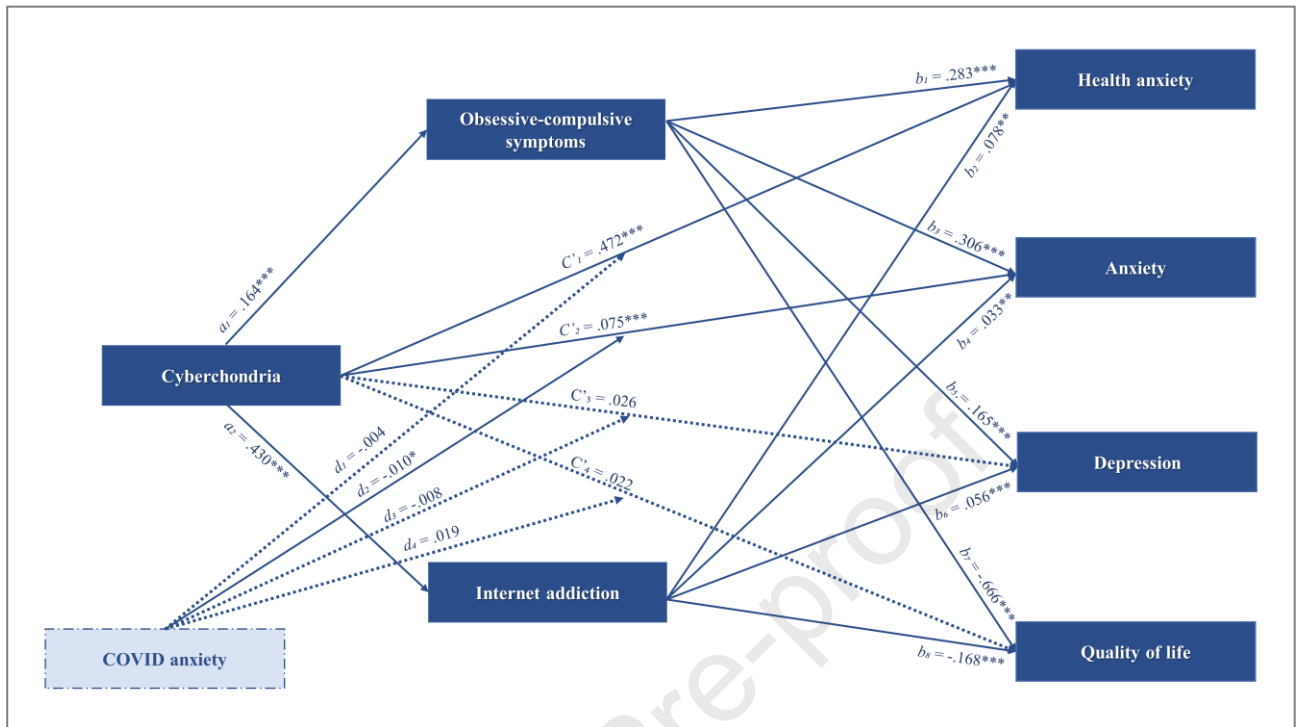 Health anxiety
b₁ = .283***
Obsessive-compulsive
symptoms
b₂ = .078**
C'₁ = .472***
b₃ = .306***
Anxiety
a₁ = .164***
C'₂ = .075***
b₄ = .033**
Cyberchondria
C'₃ = .026
b₅ = .165***
a₂ = .430***
d₁ = -.004
d₂ = -.010*
C'₄ = .022
Depression
d₃ = -.008
b₆ = .056***
d₄ = .019
b₇ = -.666***
Internet addiction
COVID anxiety
b₈ = -.168***
Quality of life
re-proof